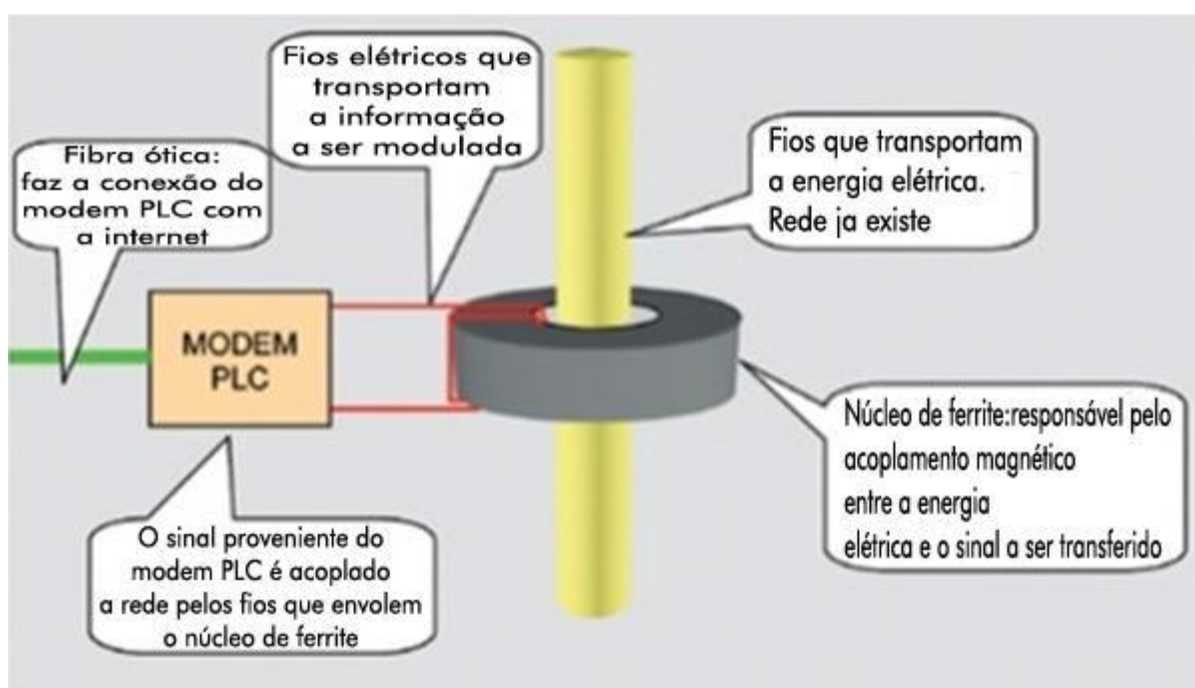 Fios elétricos que
transportam
a informação
a ser modulada
Fibra ótica:
faz a conexão do
modem PLC com
a internet
Fios que transportam
a energia elétrica.
Rede ja existe
MODEM
PLC
Núcleo de ferrite:responsável pelo
acoplamento magnético
entre a energia
elétrica e o sinal a ser transferido
O sinal proveniente do
modem PLC é acoplado
a rede pelos fios que envolem
o núcleo de ferrite